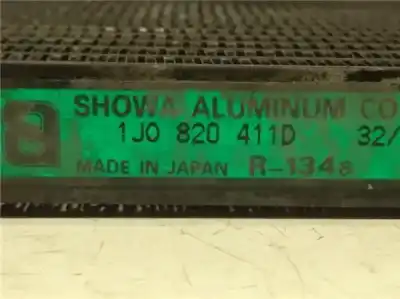 SHOWA ALUMINUM CO
1J0 820 411D 32/
MADE IN JAPAN R-134a